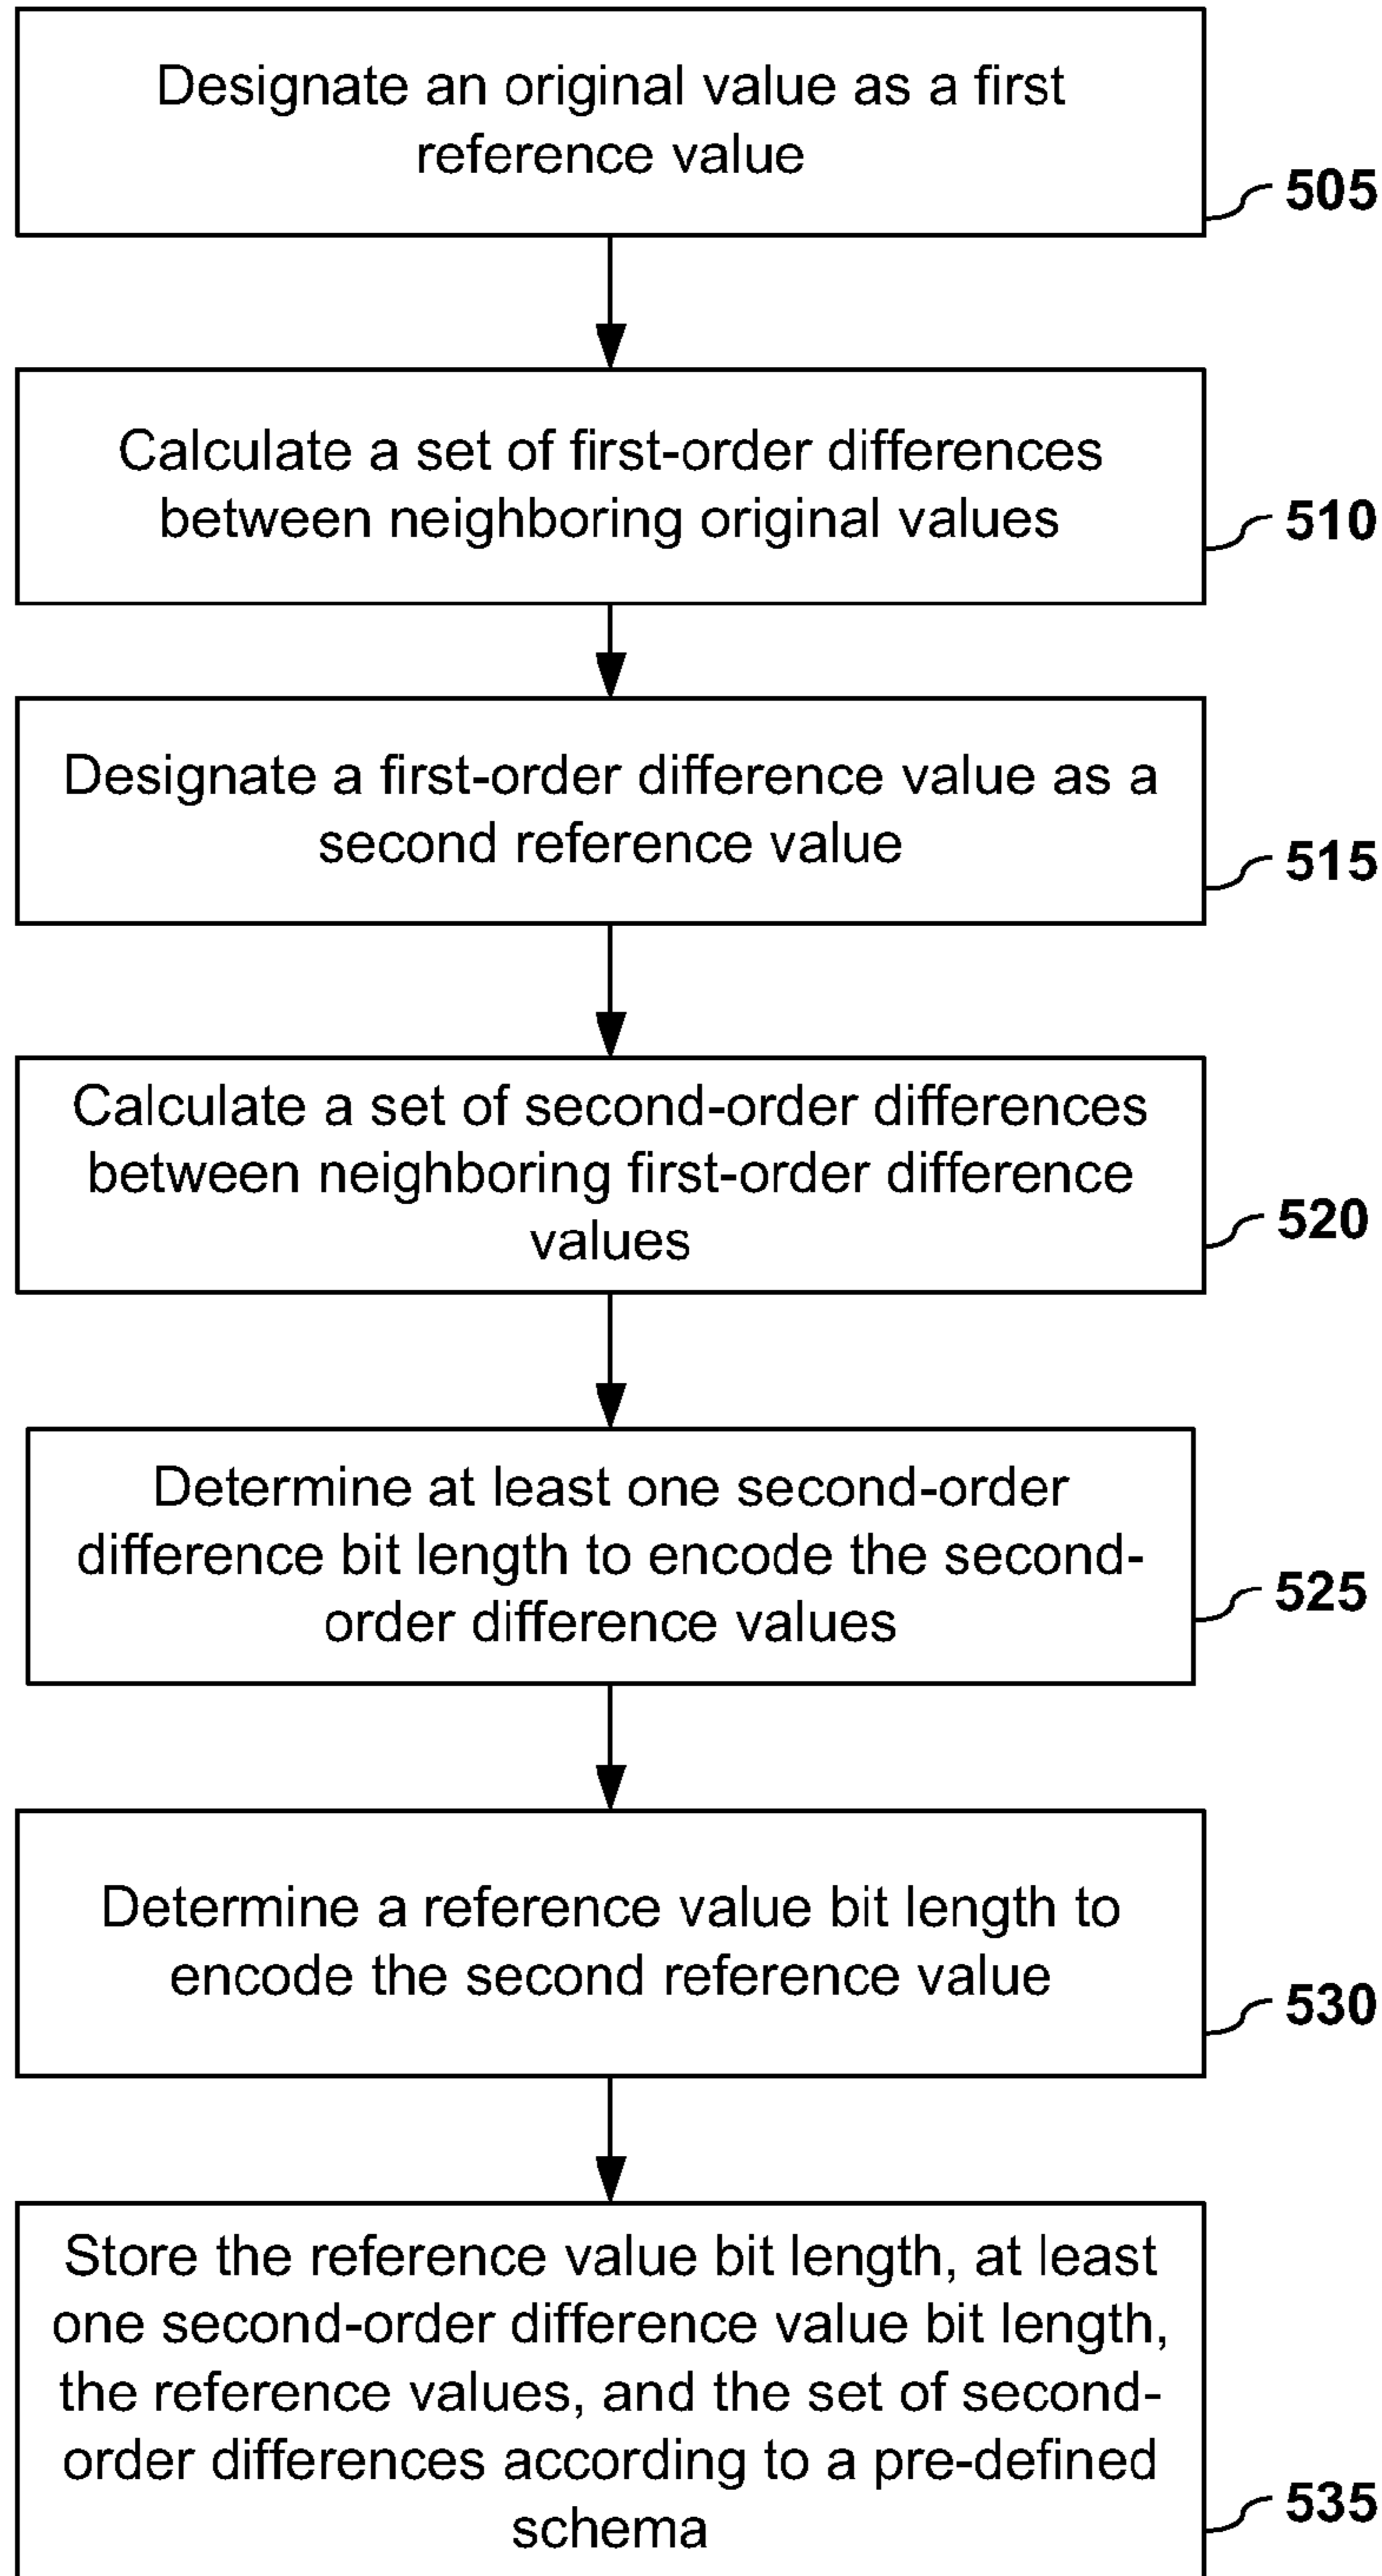 Designate an original value as a first
reference value
505
Calculate a set of first-order differences
between neighboring original values
510
Designate a first-order difference value as a
second reference value
515
Calculate a set of second-order differences
between neighboring first-order difference
values
520
Determine at least one second-order
difference bit length to encode the second-
order difference values
525
Determine a reference value bit length to
encode the second reference value
530
Store the reference value bit length, at least
one second-order difference value bit length,
the reference values, and the set of second-
order differences according to a pre-defined
schema
535